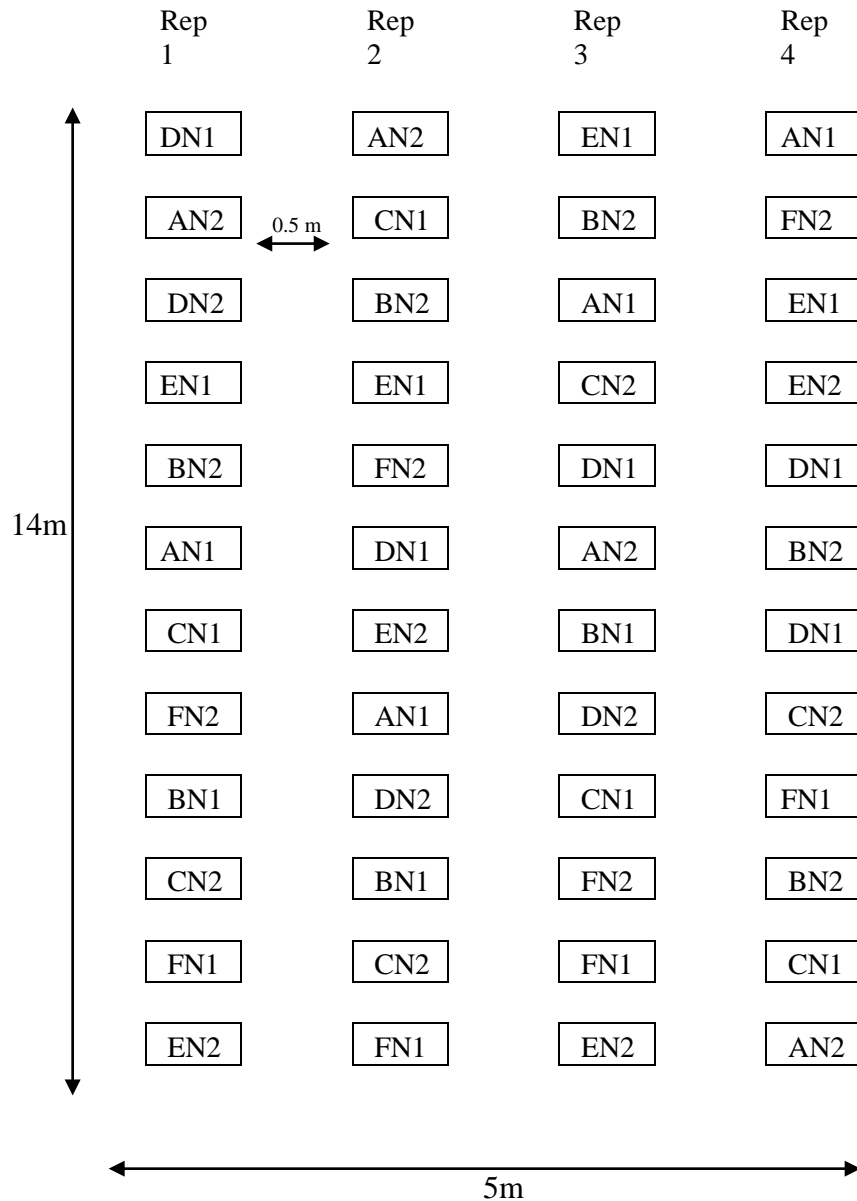 Rep Rep Rep Rep
1 2 3 4
DN1 AN2 EN1 AN1
AN2 0.5 m CN1 BN2 FN2
DN2 BN2 AN1 EN1
EN1 EN1 CN2 EN2
BN2 FN2 DN1 DN1
14m
AN1 DN1 AN2 BN2
CN1 EN2 BN1 DN1
FN2 AN1 DN2 CN2
BN1 DN2 CN1 FN1
CN2 BN1 FN2 BN2
FN1 CN2 FN1 CN1
EN2 FN1 EN2 AN2
5m